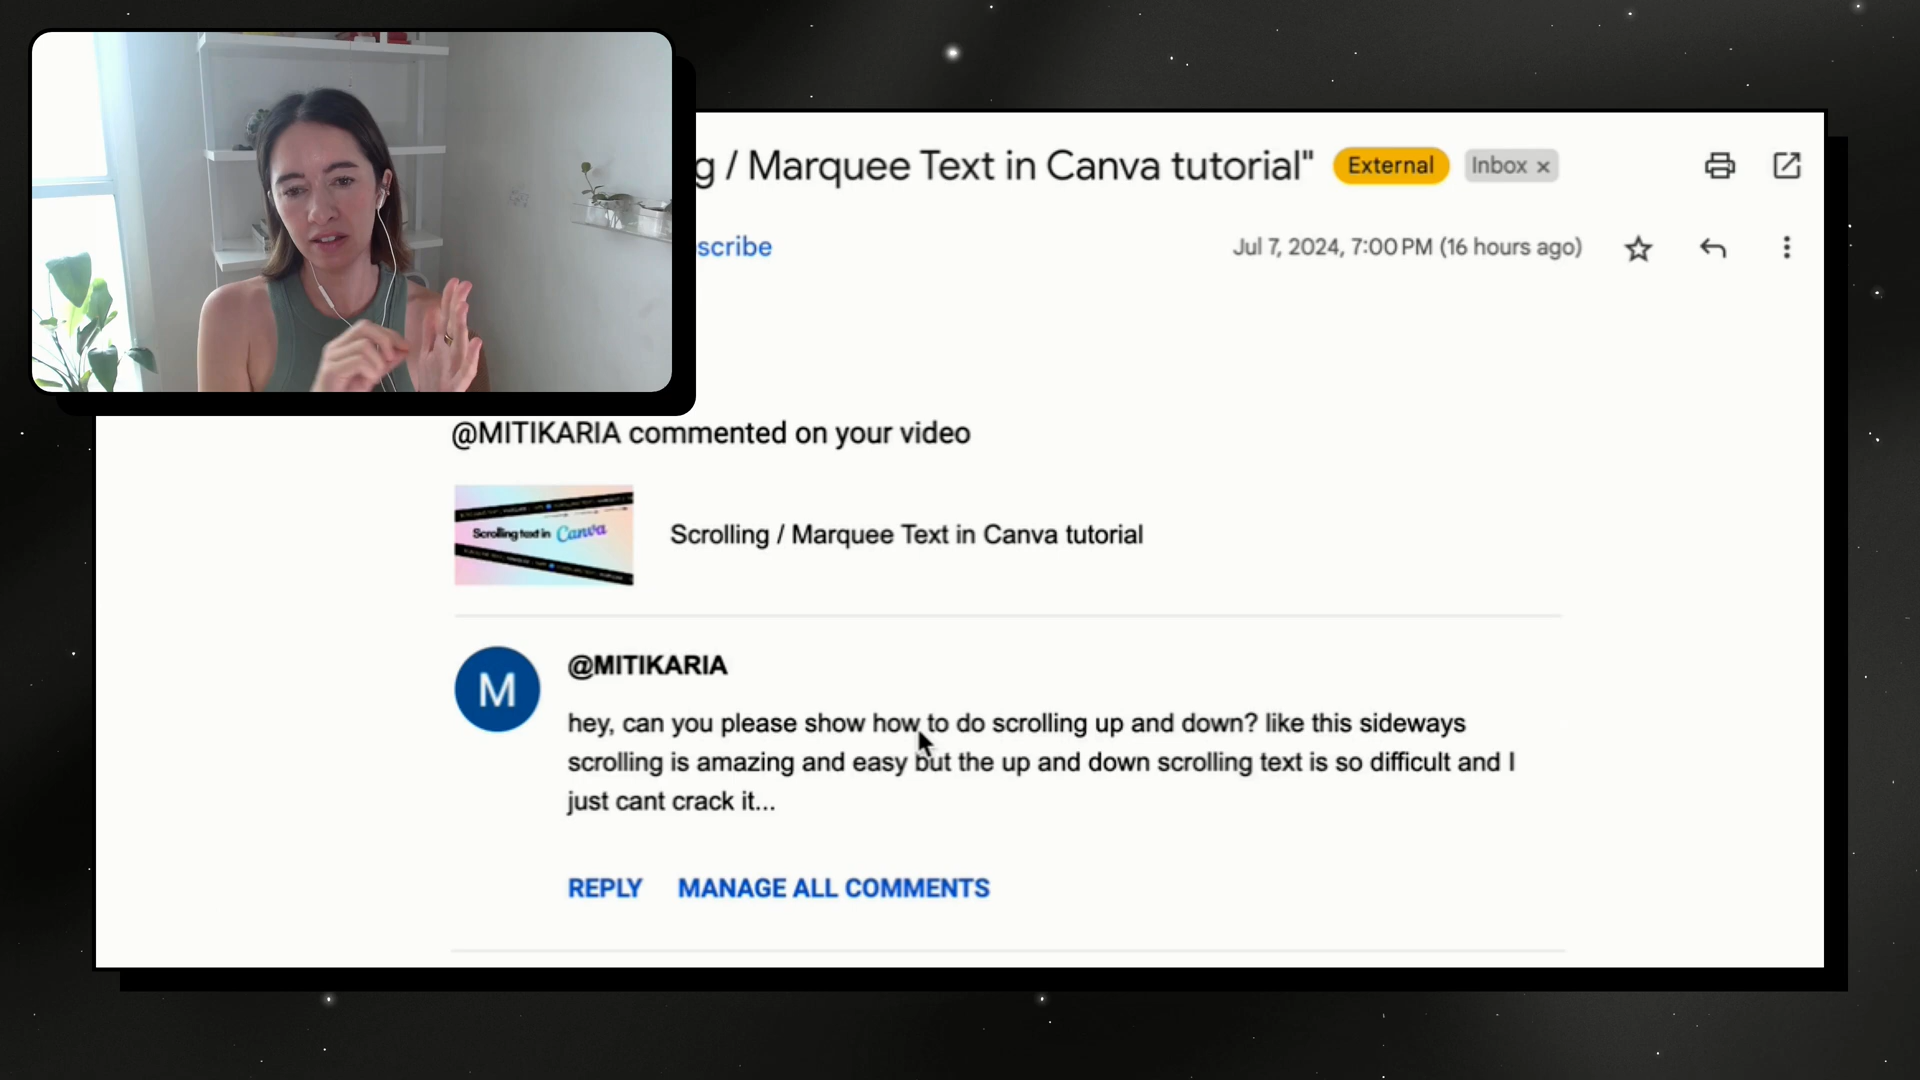 g / Marquee Text in Canva tutorial" External Inbox x
scribe Jul 7, 2024, 7:00 PM (16 hours ago)
@MITIKARIA commented on your video
Scrolling text in Canva
Scrolling / Marquee Text in Canva tutorial
M
@MITIKARIA
hey, can you please show how to do scrolling up and down? like this sideways
scrolling is amazing and easy but the up and down scrolling text is so difficult and I
just cant crack it...
REPLY MANAGE ALL COMMENTS